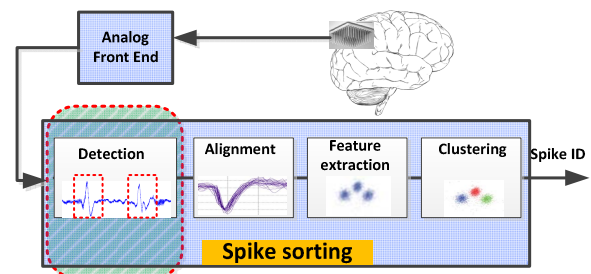 Analog
Front End
Detection
Alignment
Feature
extraction
Clustering
Spike ID
Spike sorting